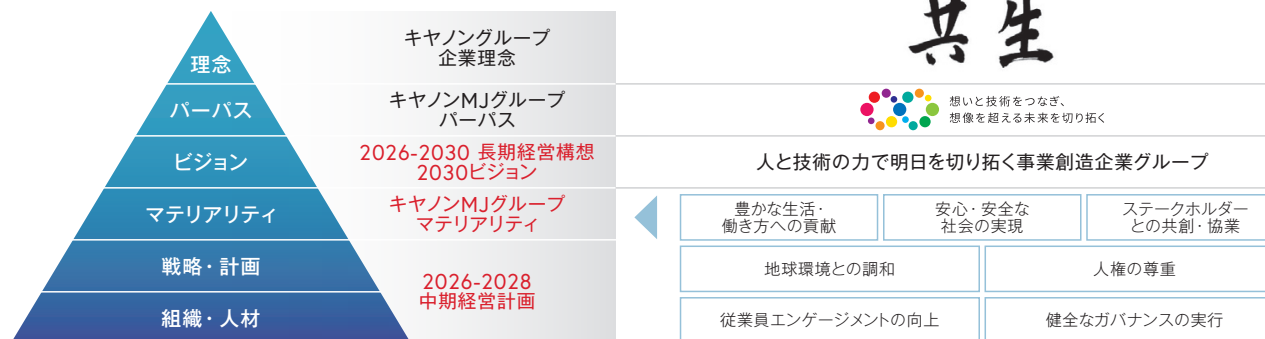 理念
キヤノングループ
企業理念
共生
パーパス
キヤノンMJグループ
パーパス
想いと技術をつなぎ、
想像を超える未来を切り拓く
ビジョン
2026-2030 長期経営構想
2030ビジョン
人と技術の力で明日を切り拓く事業創造企業グループ
マテリアリティ
キヤノンMJグループ
マテリアリティ
豊かな生活・
働き方への貢献
安心・安全な
社会の実現
ステークホルダー
との共創・協業
戦略・計画
2026-2028
中期経営計画
地球環境との調和
人権の尊重
組織・人材
従業員エンゲージメントの向上
健全なガバナンスの実行